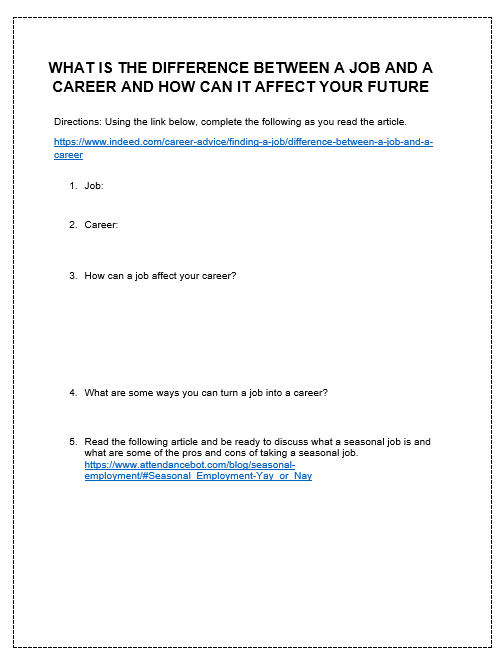 WHAT IS THE DIFFERENCE BETWEEN A JOB AND A
CAREER AND HOW CAN IT AFFECT YOUR FUTURE
Directions: Using the link below, complete the following as you read the article.
https://www.indeed.com/career-advice/finding-a-job/difference-between-a-job-and-a-
career
1. Job:
2. Career:
3. How can a job affect your career?
4. What are some ways you can turn a job into a career?
5. Read the following article and be ready to discuss what a seasonal job is and
what are some of the pros and cons of taking a seasonal job.
https://www.attendancebot.com/blog/seasonal-
employment/#Seasonal_Employment-Yay_or_Nay